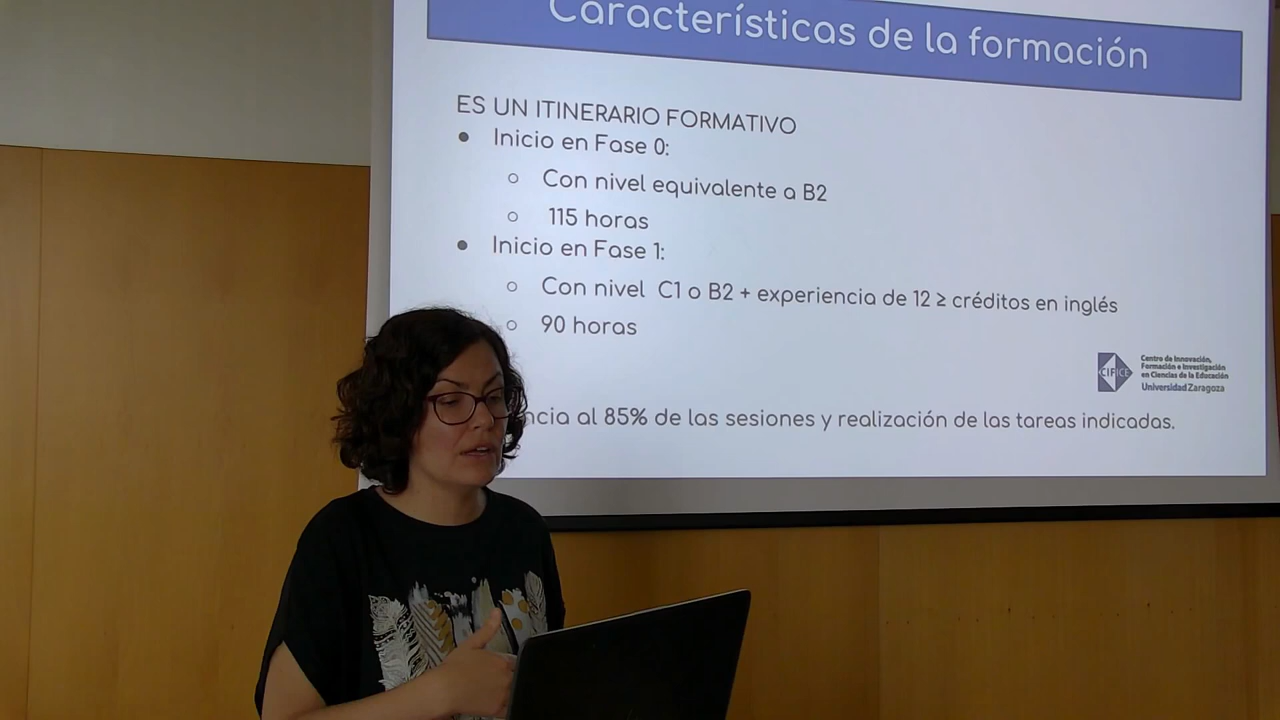 Características de la formación
ES UN ITINERARIO FORMATIVO
Inicio en Fase 0:
Con nivel equivalente a B2
115 horas
Inicio en Fase 1:
Con nivel C1 o B2 + experiencia de 12 ≥ créditos en inglés
90 horas
CIFICE
Centro de Innovación,
Formación e Investigación
en Ciencias de la Educación
Universidad Zaragoza
al 85% de las sesiones y realización de las tareas indicadas.